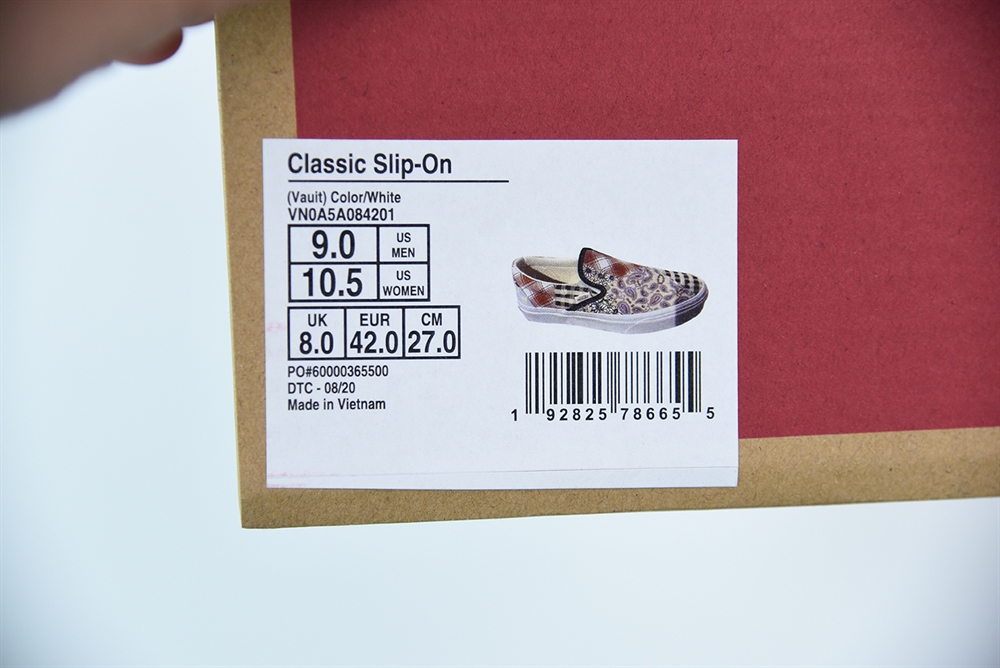 Classic Slip-On
(Vauit) Color/White
VN0A5A084201
9.0 US MEN
10.5 US WOMEN
UK EUR CM
8.0 42.0 27.0
PO#60000365500
DTC - 08/20
Made in Vietnam
1 92825 78665 5